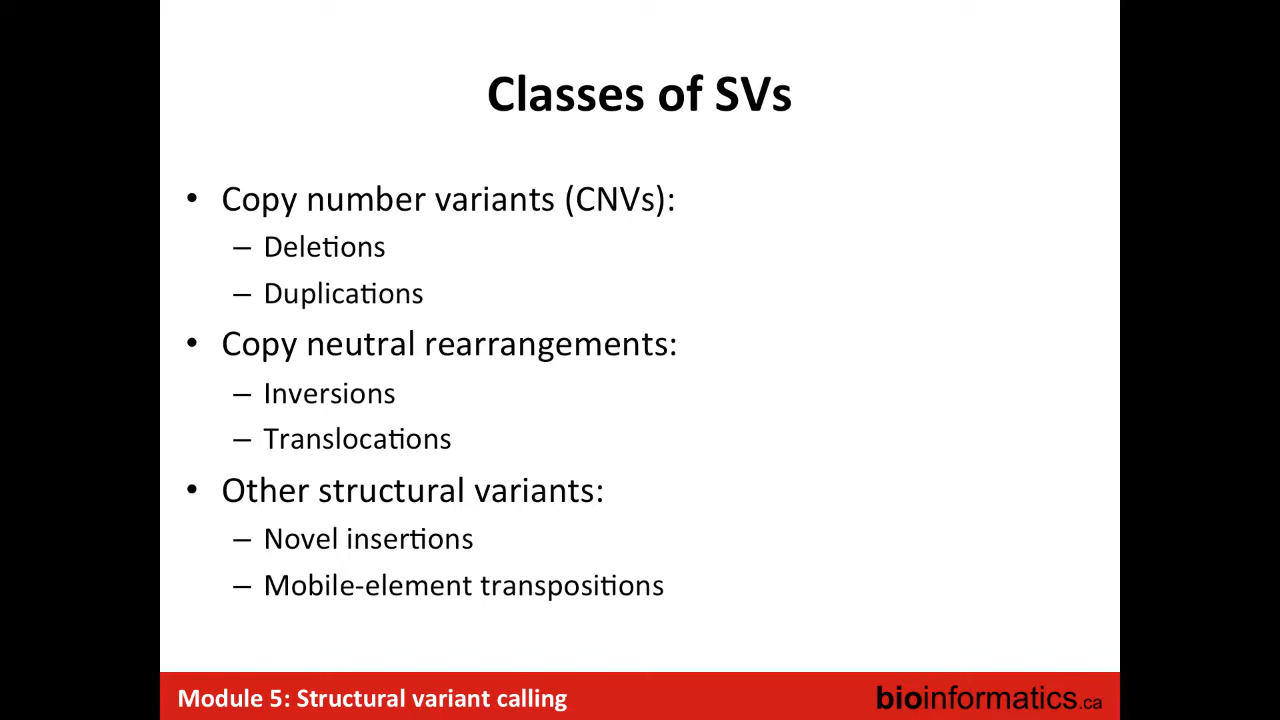 Classes of SVs
• Copy number variants (CNVs):
– Deletions
– Duplications
• Copy neutral rearrangements:
– Inversions
– Translocations
• Other structural variants:
– Novel insertions
– Mobile-element transpositions
Module 5: Structural variant calling
bioinformatics.ca